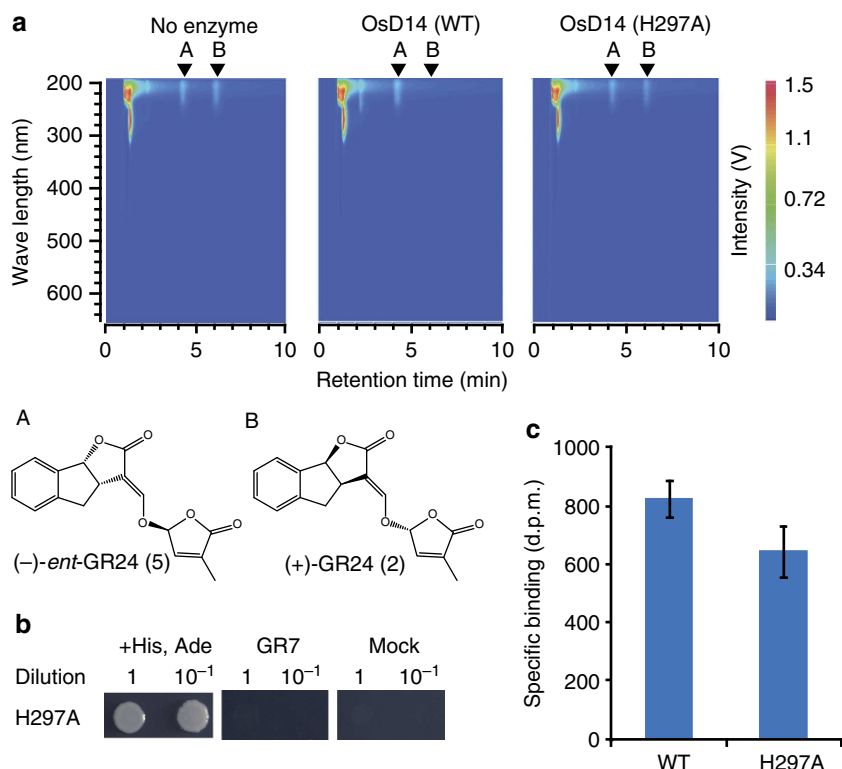 a
No enzyme
OsD14 (WT)
OsD14 (H297A)
A B
A B
A B
Wave length (nm)
200
300
400
500
600
0 5 10
0 5 10
0 5 10
Retention time (min)
Intensity (V)
1.5
1.1
0.72
0.34
A
O O
O O O
(–)-ent-GR24 (5)
B
O O
O O O
(+)-GR24 (2)
b
+His, Ade GR7 Mock
Dilution 1 10⁻¹ 1 10⁻¹ 1 10⁻¹
H297A
c
Specific binding (d.p.m.)
1000
800
600
400
200
0
WT H297A